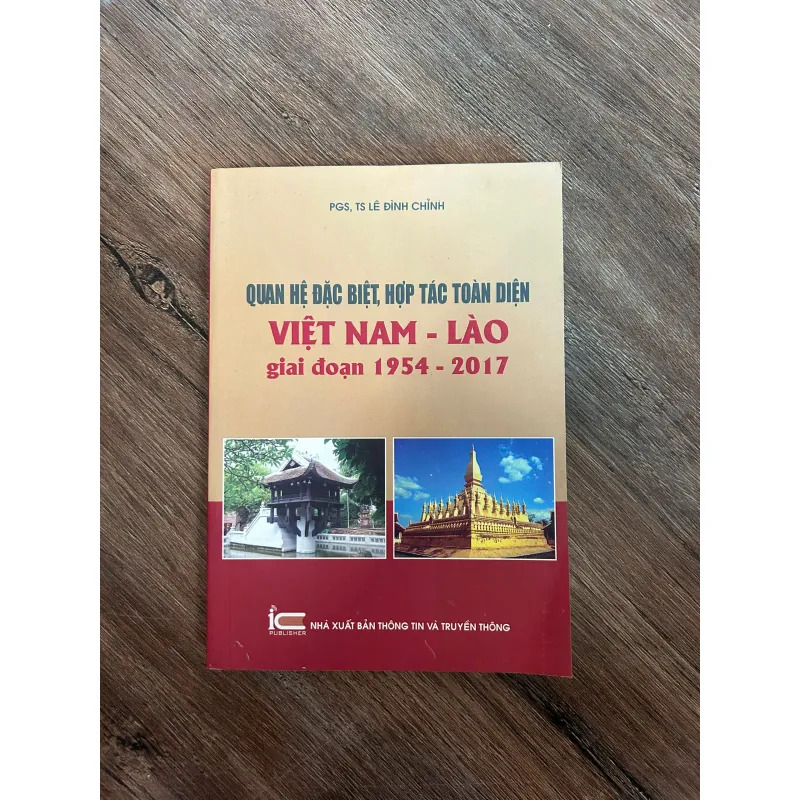 PGS, TS LÊ ĐÌNH CHỈNH
QUAN HỆ ĐẶC BIỆT, HỢP TÁC TOÀN DIỆN
VIỆT NAM - LÀO
giai đoạn 1954 - 2017
ic PUBLISHER NHÀ XUẤT BẢN THÔNG TIN VÀ TRUYỀN THÔNG